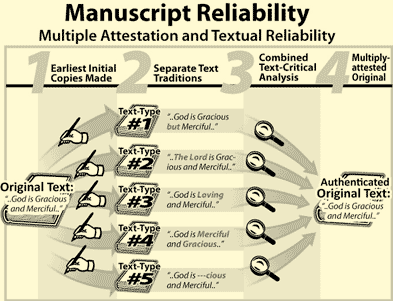 Manuscript Reliability
Multiple Attestation and Textual Reliability
1 Earliest Initial
Copies Made
2 Separate Text
Traditions
3 Combined
Text-Critical
Analysis
4 Multiply-
attested
Original
Original Text:
"..God is Gracious
and Merciful.."
Text-Type
#1
"..God is Gracious
but Merciful.."
Text-Type
#2
"..The Lord is Grac-
ious and Merciful.."
Text-Type
#3
"..God is Loving
and Merciful.."
Text-Type
#4
"..God is Merciful
and Gracious.."
Text-Type
#5
"..God is ---cious
and Merciful.."
Authenticated
Original Text:
"..God is Gracious
and Merciful.."